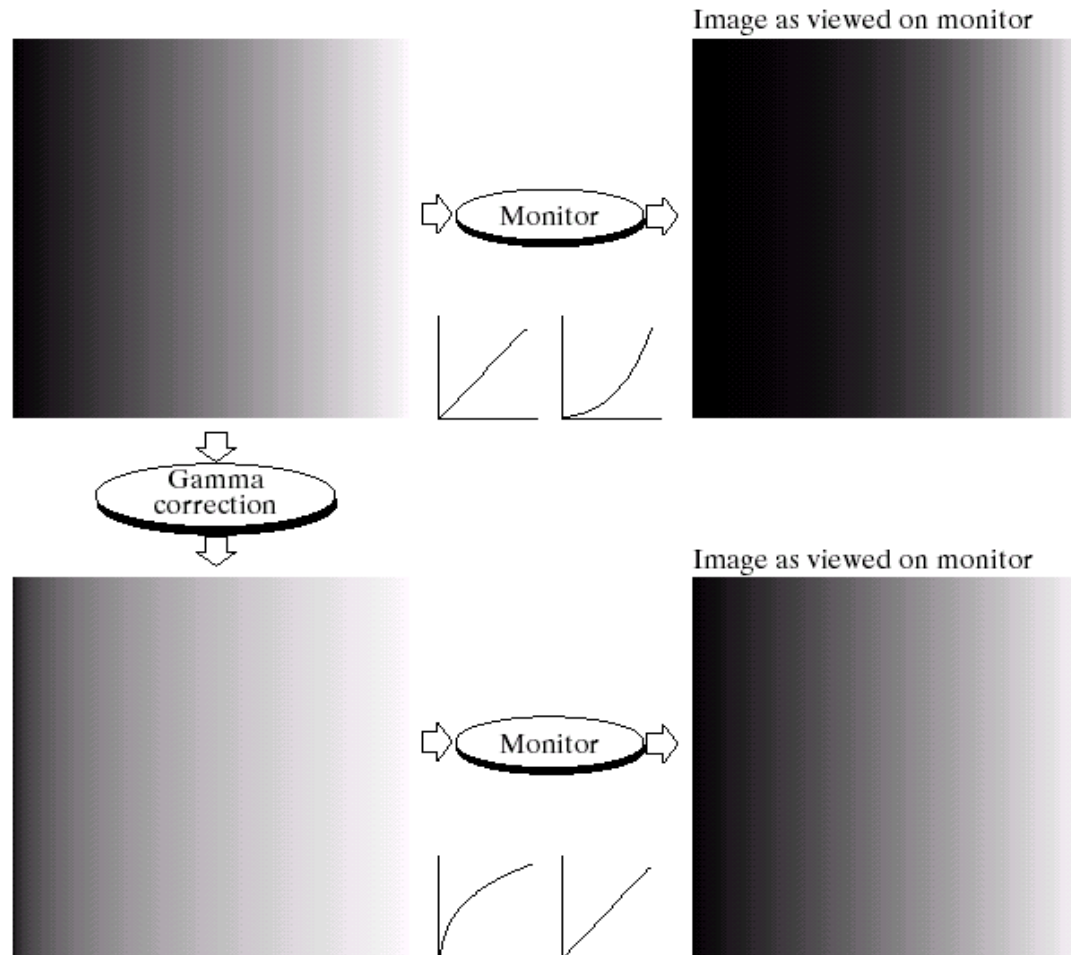 Image as viewed on monitor
Monitor
Gamma
correction
Image as viewed on monitor
Monitor